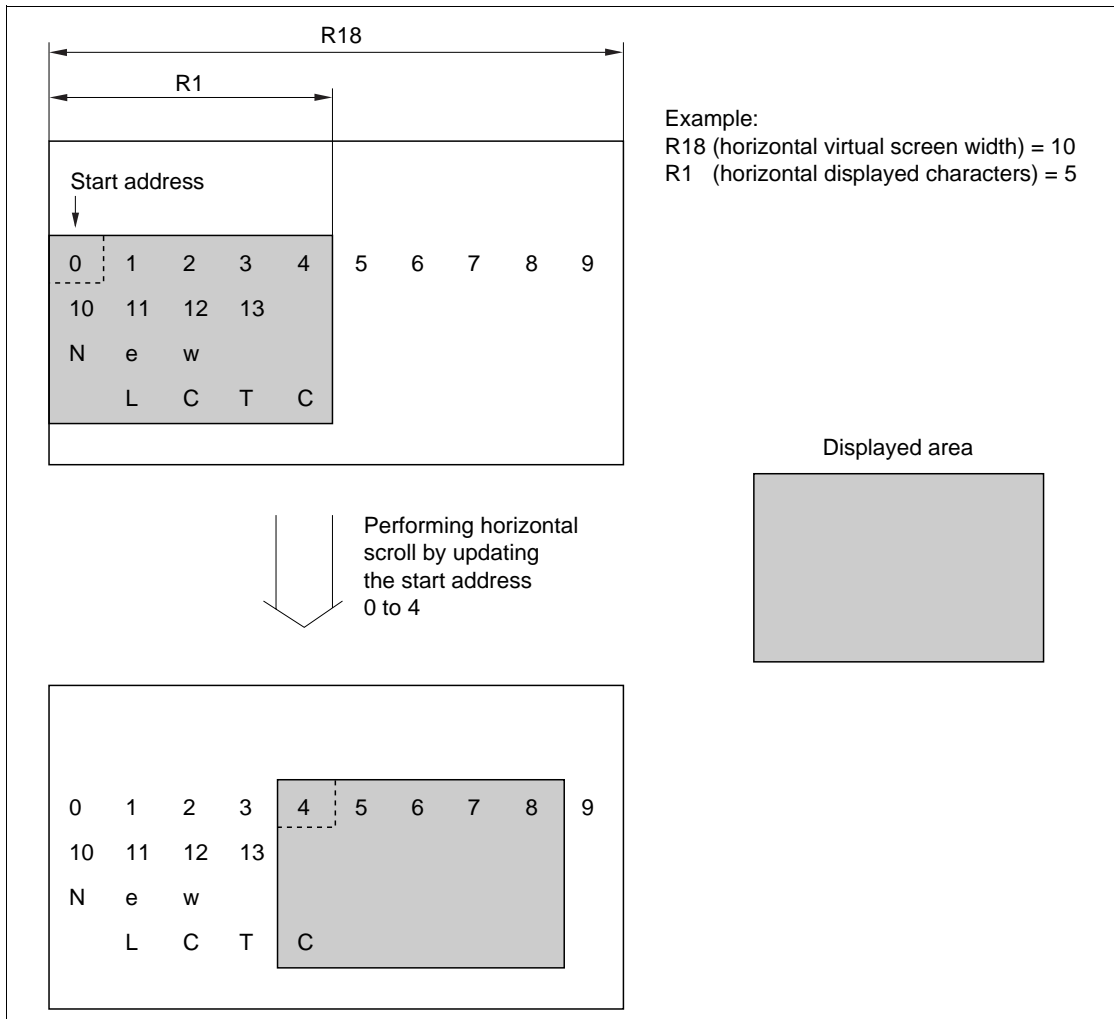 R18
R1
Example:
R18 (horizontal virtual screen width) = 10
R1 (horizontal displayed characters) = 5
Start address
0 1 2 3 4 5 6 7 8 9
10 11 12 13
N e w
L C T C
Displayed area
Performing horizontal
scroll by updating
the start address
0 to 4
0 1 2 3 4 5 6 7 8 9
10 11 12 13
N e w
L C T C